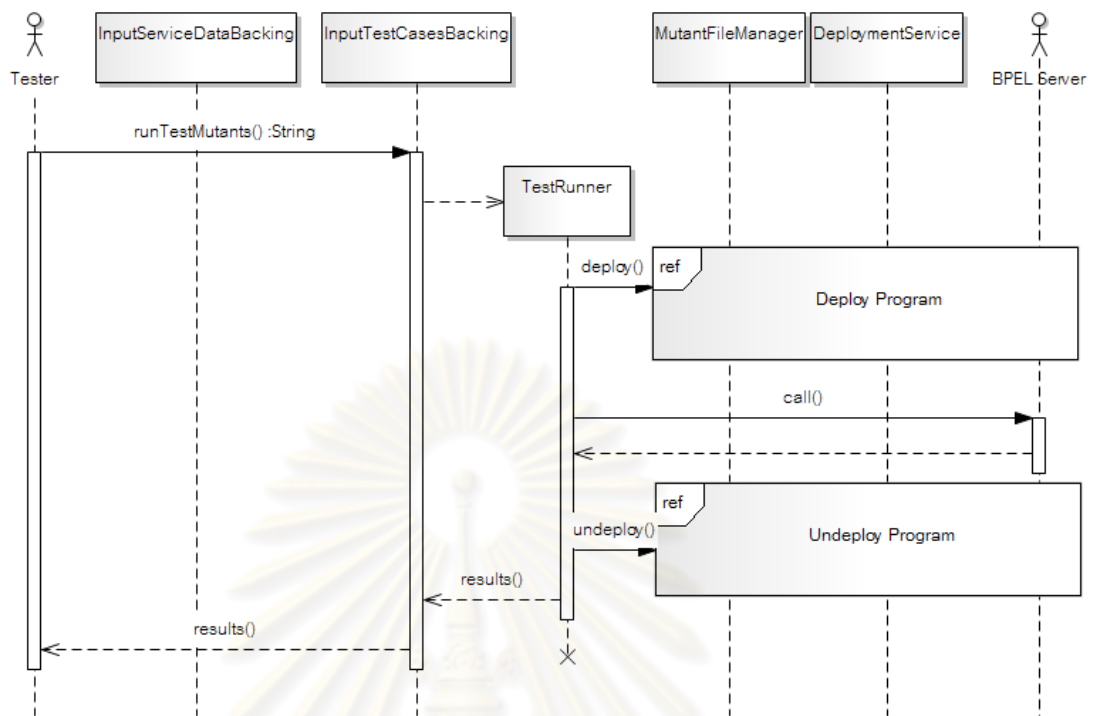 InputServiceDataBacking
InputTestCasesBacking
MutantFileManager
DeploymentService
Tester
BPEL Server
runTestMutants() :String
TestRunner
deploy()
ref
Deploy Program
call()
ref
undeploy()
Undeploy Program
results()
results()